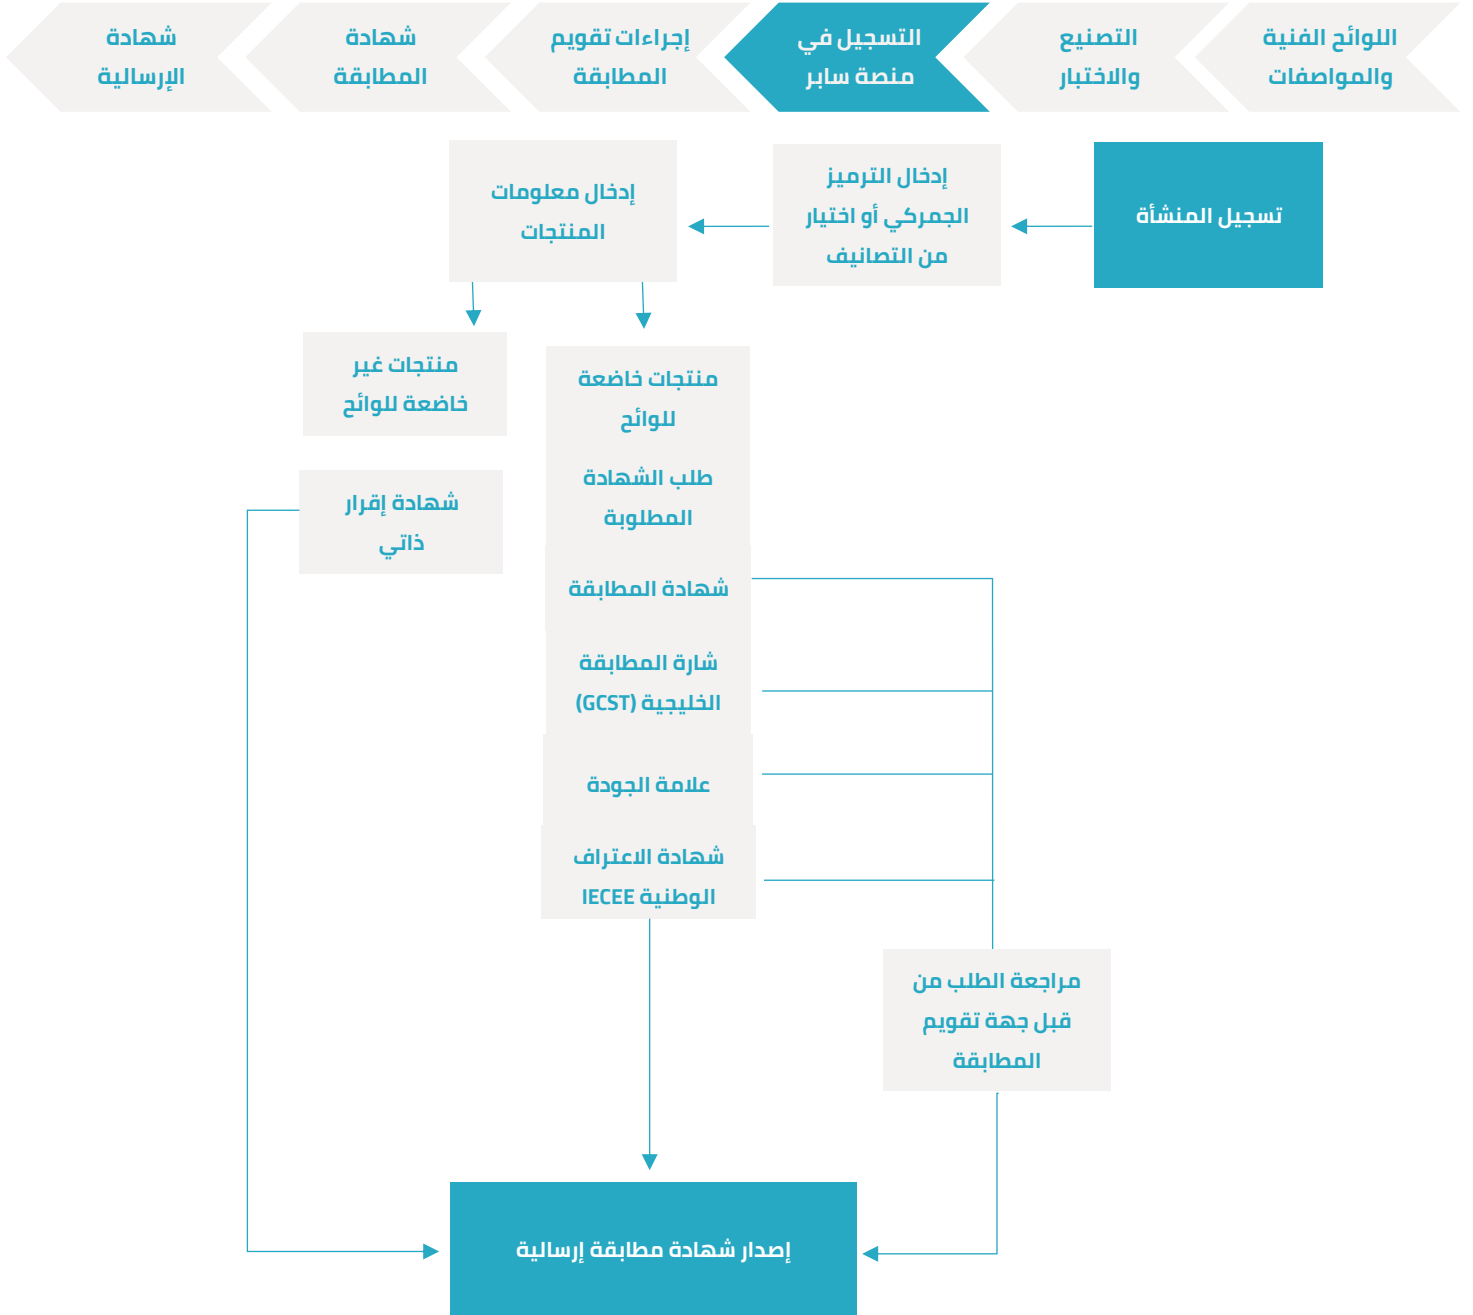 اللوائح الفنية
والمواصفات
التصنيع
والاختبار
التسجيل في
منصة سابر
إجراءات تقويم
المطابقة
شهادة
المطابقة
شهادة
الإرسالية
تسجيل المنشأة
إدخال الترميز
الجمركي أو اختيار
من التصانيف
إدخال معلومات
المنتجات
منتجات خاضعة
للوائح
طلب الشهادة
المطلوبة
شهادة المطابقة
شارة المطابقة
الخليجية (GCST)
علامة الجودة
شهادة الاعتراف
الوطنية IECEE
منتجات غير
خاضعة للوائح
شهادة إقرار
ذاتي
مراجعة الطلب من
قبل جهة تقويم
المطابقة
إصدار شهادة مطابقة إرسالية